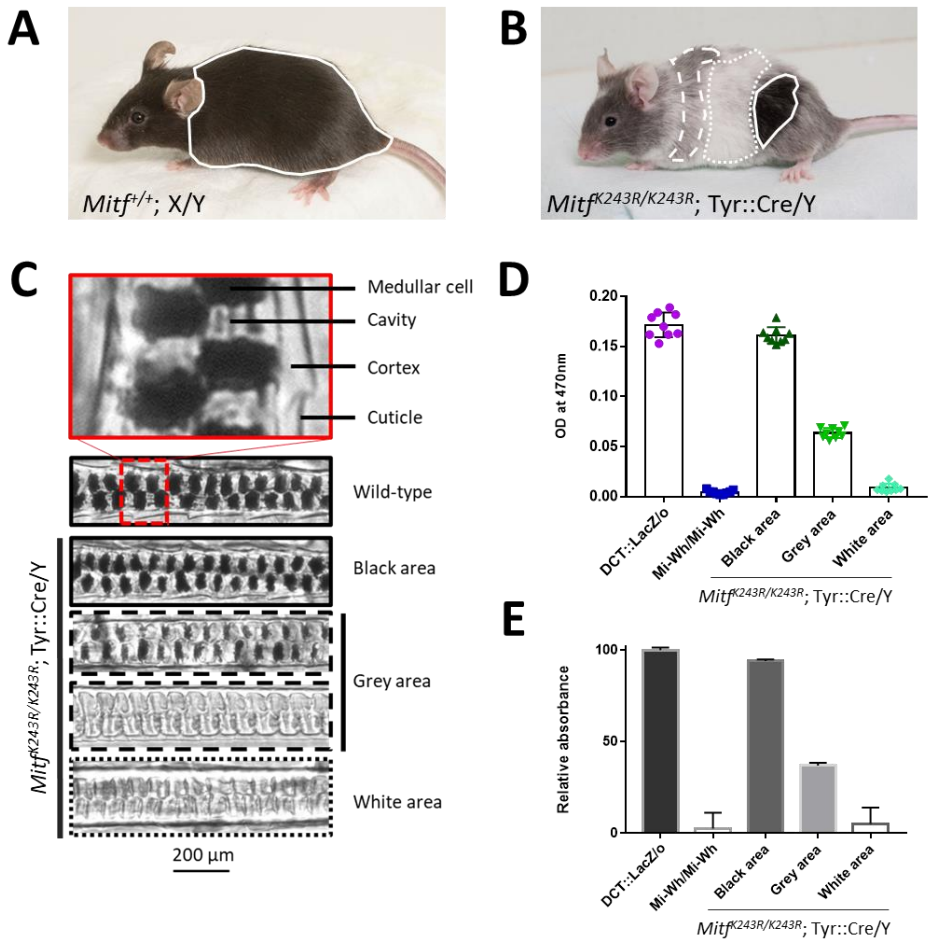 A
B
Mitf+/+; X/Y
MitfK243R/K243R; Tyr::Cre/Y
C
Medullar cell
Cavity
Cortex
Cuticle
Wild-type
Black area
Grey area
White area
MitfK243R/K243R; Tyr::Cre/Y
200 µm
D
OD at 470nm
0.20
0.15
0.10
0.05
0.00
DCT::LacZ/o
Mi-Wh/Mi-Wh
Black area
Grey area
White area
MitfK243R/K243R; Tyr::Cre/Y
E
Relative absorbance
100
50
0
DCT::LacZ/o
Mi-Wh/Mi-Wh
Black area
Grey area
White area
MitfK243R/K243R; Tyr::Cre/Y